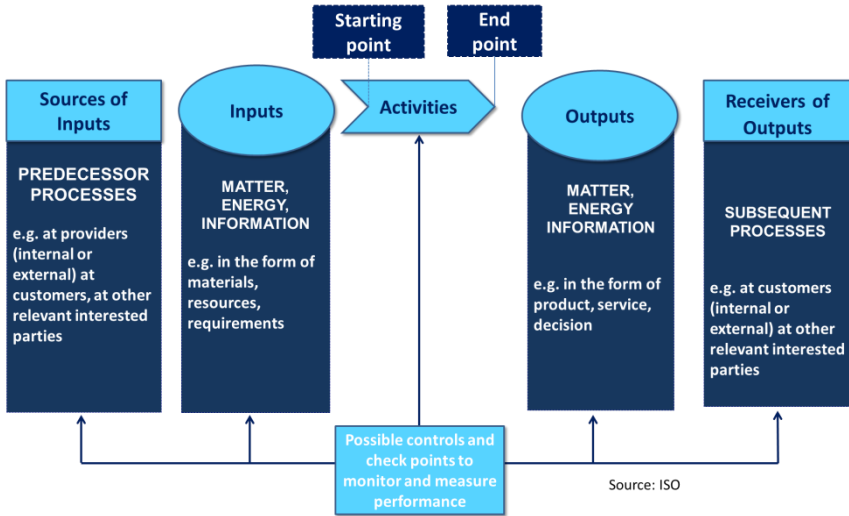 Starting
point
End
point
Sources of
Inputs
Inputs
Activities
Outputs
Receivers of
Outputs
PREDECESSOR
PROCESSES
e.g. at providers
(internal or
external) at
customers, at other
relevant interested
parties
MATTER,
ENERGY,
INFORMATION
e.g. in the form of
materials,
resources,
requirements
MATTER,
ENERGY
INFORMATION
e.g. in the form of
product, service,
decision
SUBSEQUENT
PROCESSES
e.g. at customers
(internal or
external) at other
relevant interested
parties
Possible controls and
check points to
monitor and measure
performance
Source: ISO